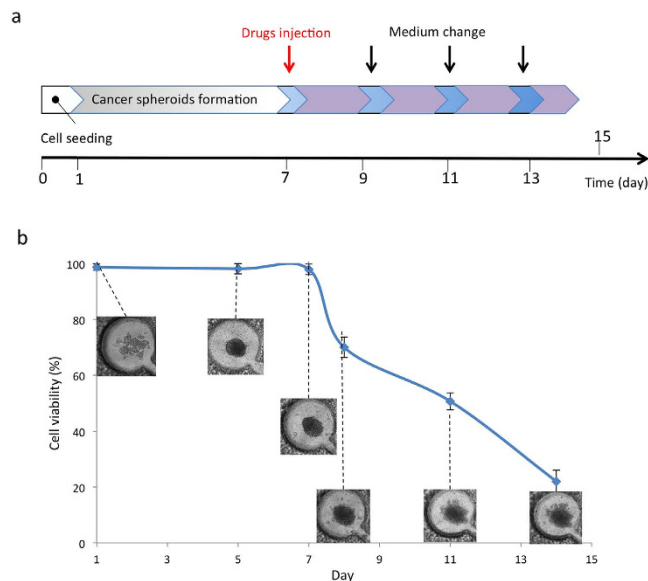 a
Drugs injection
Medium change
Cancer spheroids formation
Cell seeding
15
0 1 7 9 11 13 Time (day)
b
100
80
60
40
20
0
Cell viability (%)
1 3 5 7 9 11 13 15
Day